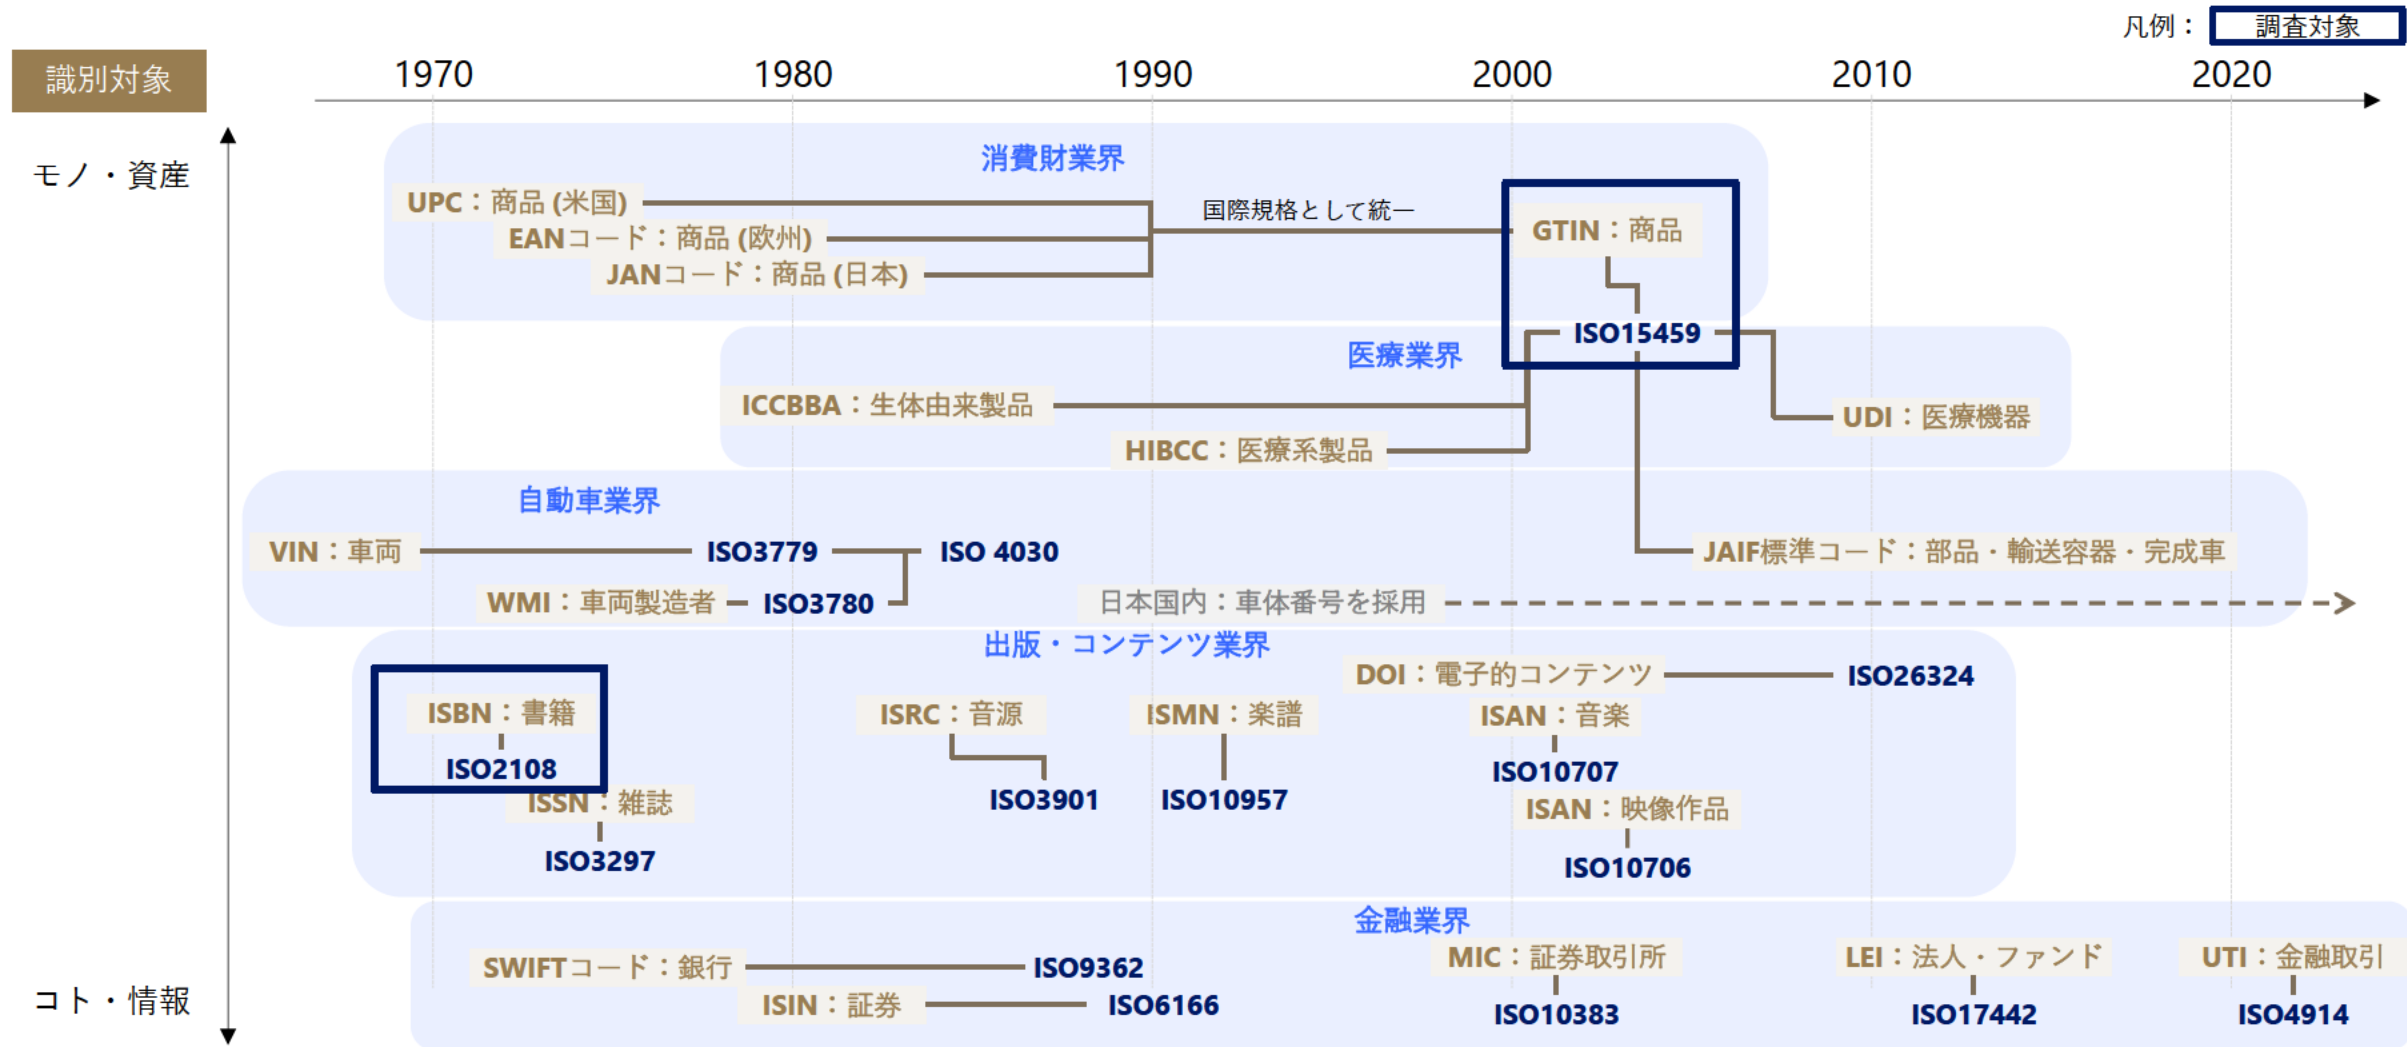 凡例： 調査対象
識別対象
1970 1980 1990 2000 2010 2020
モノ・資産
消費財業界
UPC：商品 (米国)
EANコード：商品 (欧州)
JANコード：商品 (日本)
国際規格として統一
GTIN：商品
ISO15459
医療業界
ICCBBA：生体由来製品
HIBCC：医療系製品
UDI：医療機器
自動車業界
VIN：車両 ISO3779 ISO 4030
JAIF標準コード：部品・輸送容器・完成車
WMI：車両製造者 ISO3780
日本国内：車体番号を採用
出版・コンテンツ業界
DOI：電子的コンテンツ ISO26324
ISBN：書籍
ISO2108
ISSN：雑誌
ISO3297
ISRC：音源
ISO3901
ISMN：楽譜
ISO10957
ISAN：音楽
ISO10707
ISAN：映像作品
ISO10706
金融業界
SWIFTコード：銀行 ISO9362
ISIN：証券 ISO6166
MIC：証券取引所
ISO10383
LEI：法人・ファンド
ISO17442
UTI：金融取引
ISO4914
コト・情報